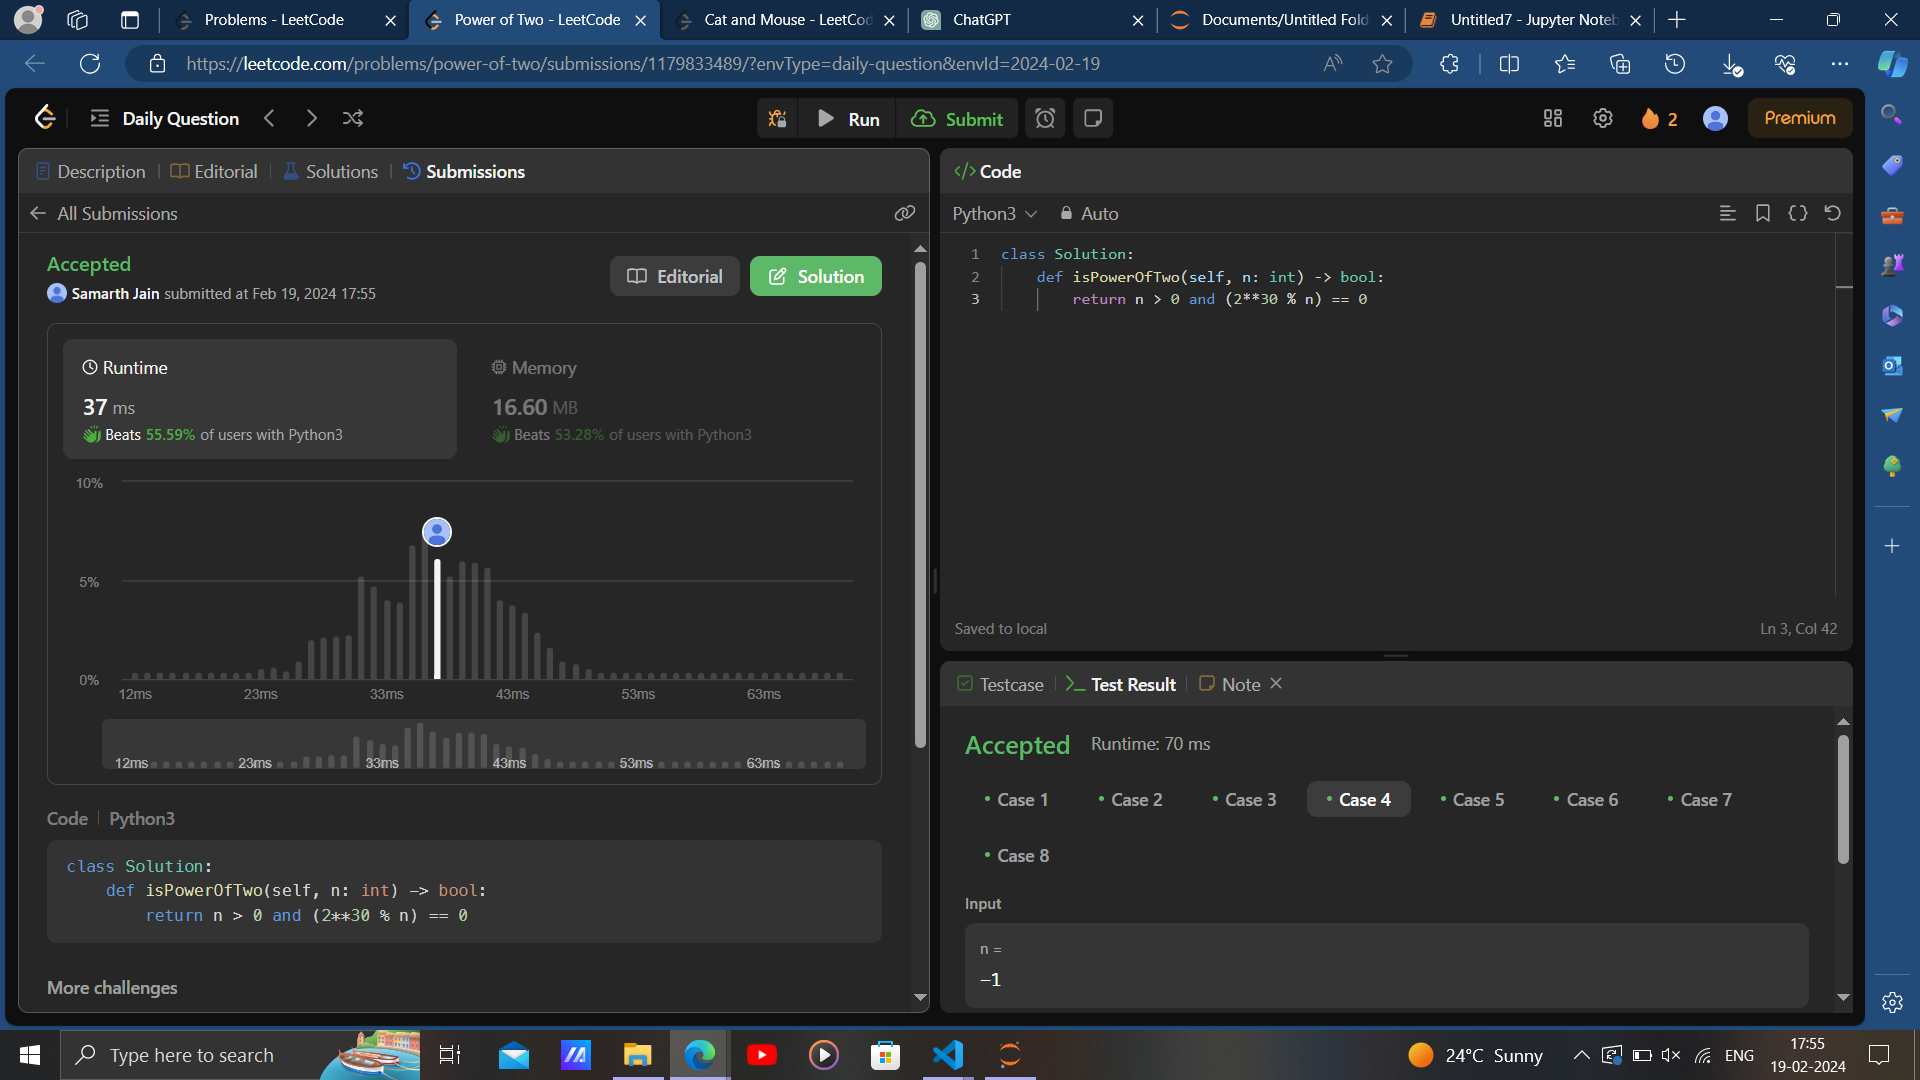 Problems - LeetCode
Power of Two - LeetCode
Cat and Mouse - LeetCod
ChatGPT
Documents/Untitled Fold
Untitled7 - Jupyter Noteb
https://leetcode.com/problems/power-of-two/submissions/1179833489/?envType=daily-question&envId=2024-02-19
Daily Question
Run
Submit
2
Premium
Description
Editorial
Solutions
Submissions
All Submissions
Accepted
Samarth Jain submitted at Feb 19, 2024 17:55
Editorial
Solution
Runtime
37 ms
Beats 55.59% of users with Python3
Memory
16.60 MB
Beats 53.28% of users with Python3
10%
5%
0%
12ms 23ms 33ms 43ms 53ms 63ms
12ms 23ms 33ms 43ms 53ms 63ms
Code | Python3
class Solution:
    def isPowerOfTwo(self, n: int) -> bool:
        return n > 0 and (2**30 % n) == 0
More challenges
</> Code
Python3
Auto
1 class Solution:
2     def isPowerOfTwo(self, n: int) -> bool:
3         return n > 0 and (2**30 % n) == 0
Saved to local
Ln 3, Col 42
Testcase
Test Result
Note
Accepted
Runtime: 70 ms
Case 1
Case 2
Case 3
Case 4
Case 5
Case 6
Case 7
Case 8
Input
n =
-1
Type here to search
24°C Sunny
ENG
17:55
19-02-2024